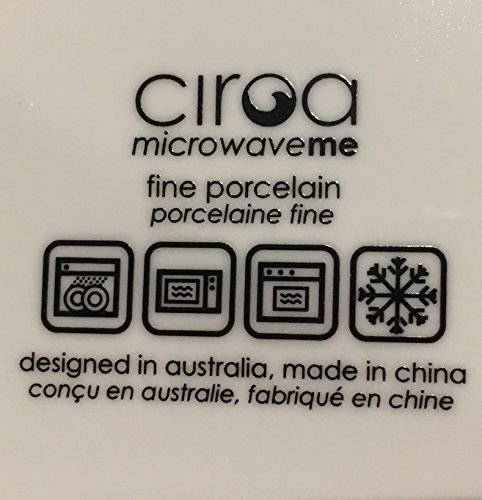 ciroa
microwaveme
fine porcelain
porcelaine fine
designed in australia, made in china
conçu en australie, fabriqué en chine